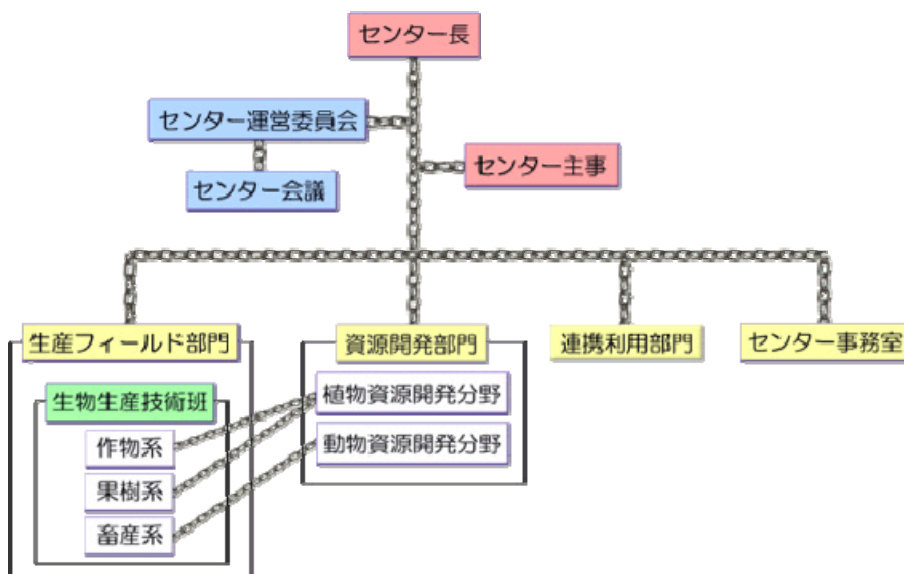 センター長
センター運営委員会
センター主事
センター会議
生産フィールド部門
資源開発部門
連携利用部門
センター事務室
生物生産技術班
作物系
果樹系
畜産系
植物資源開発分野
動物資源開発分野